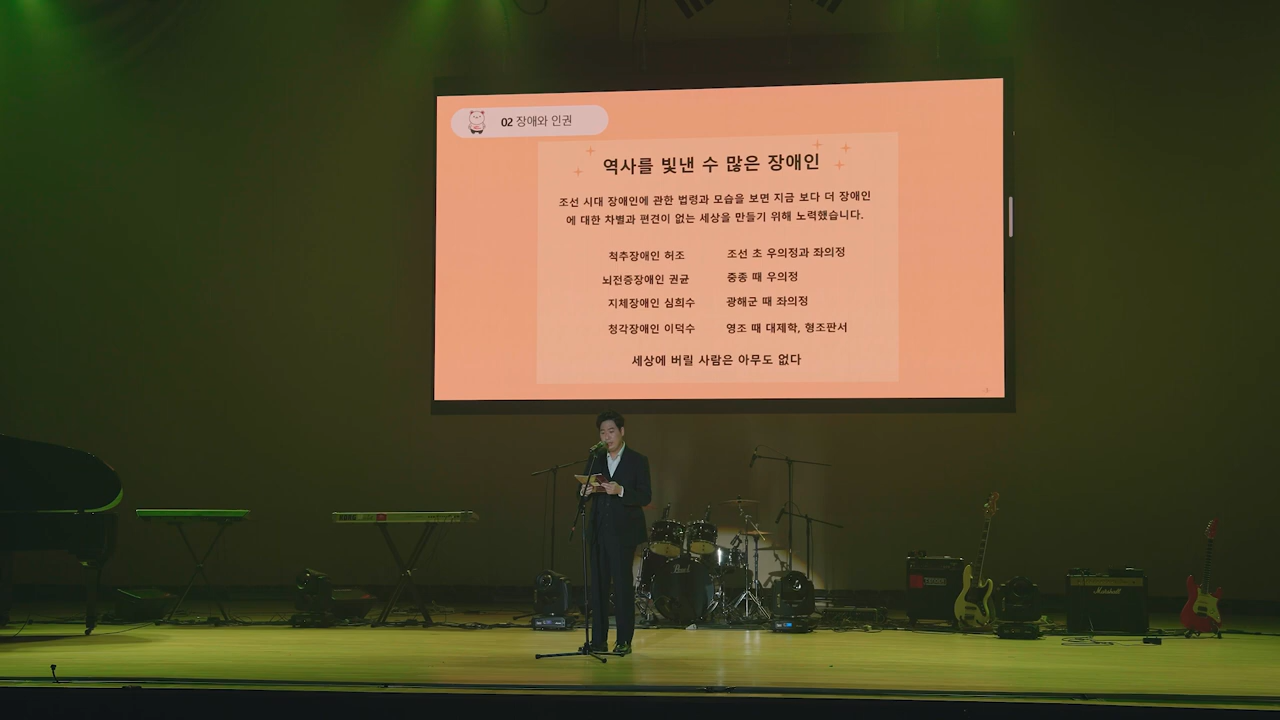 02 장애와 인권
역사를 빛낸 수 많은 장애인
조선 시대 장애인에 관한 법령과 모습을 보면 지금 보다 더 장애인
에 대한 차별과 편견이 없는 세상을 만들기 위해 노력했습니다.
척추장애인 허조 조선 초 우의정과 좌의정
뇌전증장애인 권균 중종 때 우의정
지체장애인 심희수 광해군 때 좌의정
청각장애인 이덕수 영조 때 대제학, 형조판서
세상에 버릴 사람은 아무도 없다
KORG
Pearl
Marshall